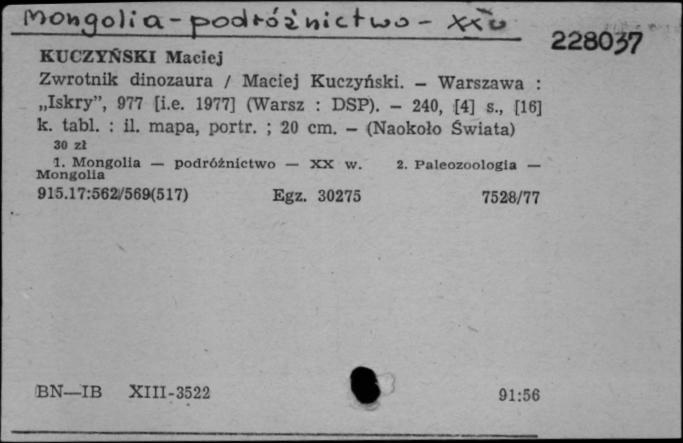 Mongolia - podróżnictwo - XX w
228037
KUCZYŃSKI Maciej
Zwrotnik dinozaura / Maciej Kuczyński. — Warszawa :
„Iskry”, 977 [i.e. 1977] (Warsz : DSP). — 240, [4] s., [16]
k. tabl. : il. mapa, portr. ; 20 cm. — (Naokoło Świata)
30 zł
1. Mongolia — podróżnictwo — XX w. 2. Paleozoologia —
Mongolia
915.17:562/569(517) Egz. 30275 7528/77
BN—IB XIII-3522 91:56